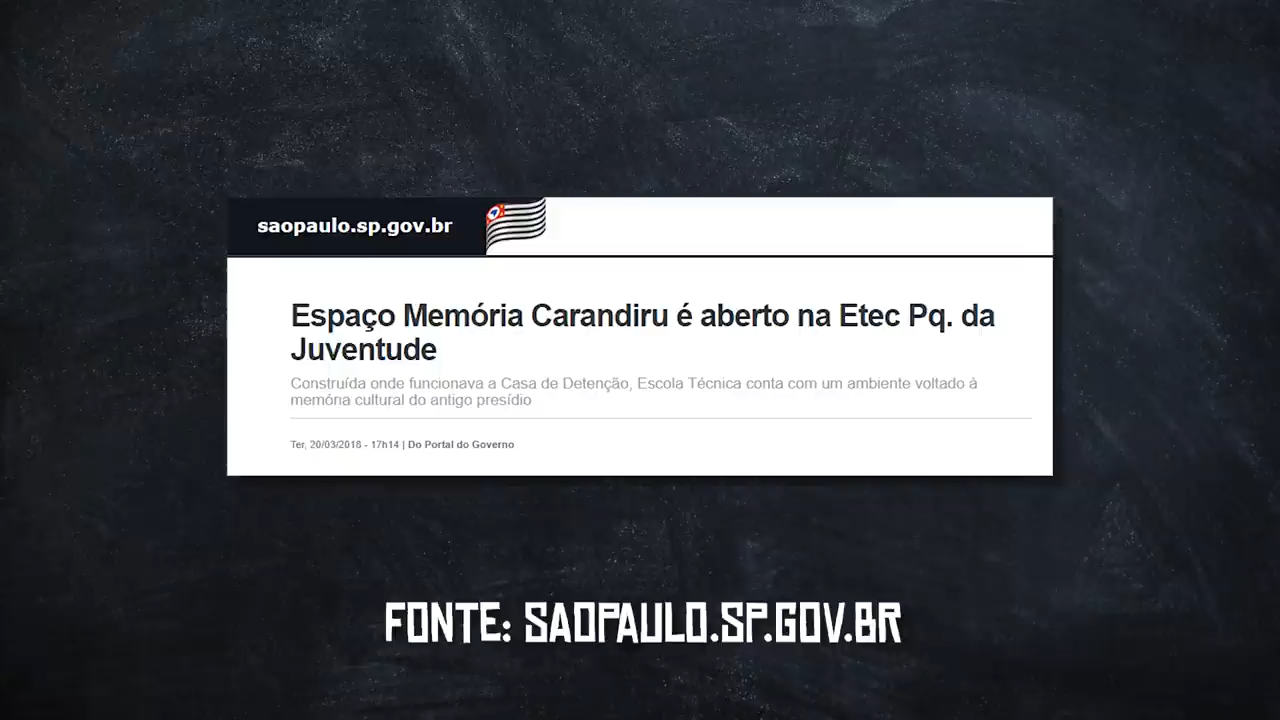 saopaulo.sp.gov.br
Espaço Memória Carandiru é aberto na Etec Pq. da
Juventude
Construída onde funcionava a Casa de Detenção, Escola Técnica conta com um ambiente voltado à
memória cultural do antigo presídio
Ter, 20/03/2018 - 17h14 | Do Portal do Governo
FONTE: SAOPAULO.SP.GOV.BR